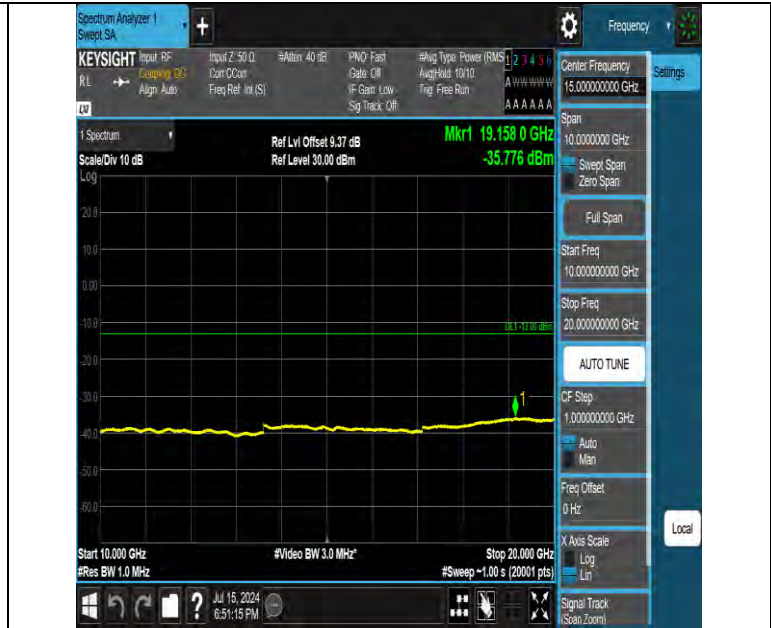 Spectrum Analyzer 1
Swept SA
+
Frequency
KEYSIGHT
RL
LV
Input: RF
Coupling: DC
Align: Auto
Input Z: 50 Ω
Corr CCorr
Freq Ref: Int (S)
#Atten: 40 dB
PNO: Fast
Gate: Off
IF Gain: Low
Sig Track: Off
#Avg Type: Power (RMS
Avg|Hold: 10/10
Trig: Free Run
1 2 3 4 5 6
A W W W W W
A A A A A A
1 Spectrum
Scale/Div 10 dB
Log
Ref Lvl Offset 9.37 dB
Ref Level 30.00 dBm
Mkr1 19.158 0 GHz
-35.776 dBm
20.0
10.0
0.00
-10.0
DL1 -13.00 dBm
-20.0
-30.0
1
-40.0
-50.0
-60.0
Start 10.000 GHz
#Video BW 3.0 MHz*
Stop 20.000 GHz
#Res BW 1.0 MHz
#Sweep ~1.00 s (20001 pts)
?
Jul 15, 2024
6:51:15 PM
Center Frequency
15.00000000 GHz
Settings
Span
10.0000000 GHz
Swept Span
Zero Span
Full Span
Start Freq
10.000000000 GHz
Stop Freq
20.000000000 GHz
AUTO TUNE
CF Step
1.000000000 GHz
Auto
Man
Freq Offset
0 Hz
X Axis Scale
Log
Lin
Local
Signal Track
(Span Zoom)